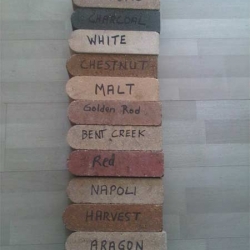 CHARCOAL
WHITE
CHESTNUT
MALT
Golden Rod
BENT CREEK
Red
NAPOLI
HARVEST
ARAGON